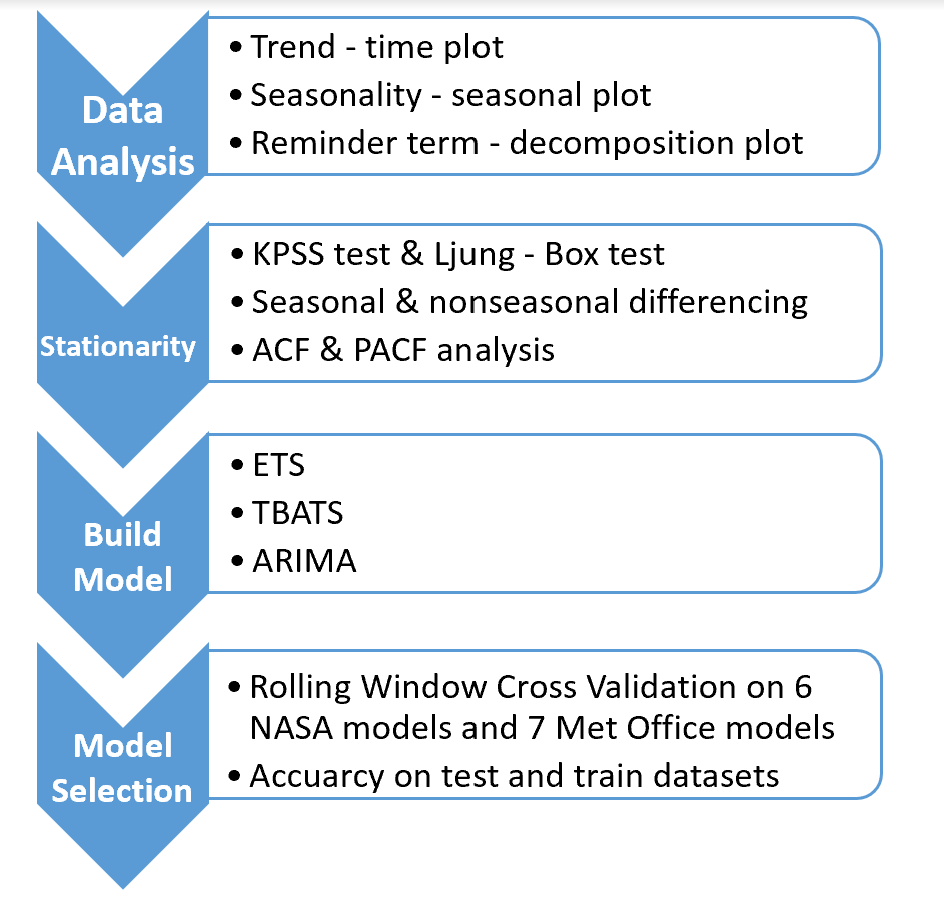 Data
Analysis
• Trend - time plot
• Seasonality - seasonal plot
• Reminder term - decomposition plot
Stationarity
• KPSS test & Ljung - Box test
• Seasonal & nonseasonal differencing
• ACF & PACF analysis
Build
Model
• ETS
• TBATS
• ARIMA
Model
Selection
• Rolling Window Cross Validation on 6
NASA models and 7 Met Office models
• Accuarcy on test and train datasets